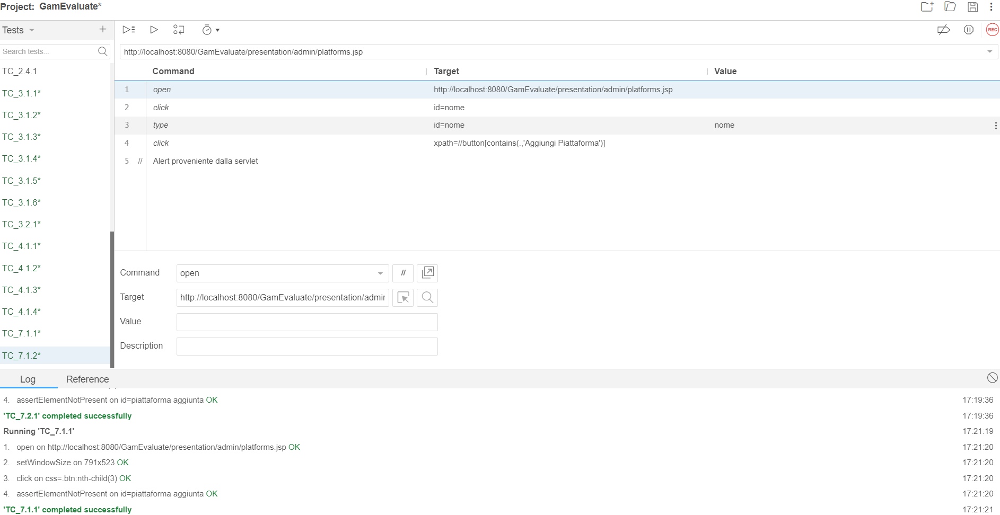 Project: GamEvaluate*
Tests
Search tests...
REC
http://localhost:8080/GamEvaluate/presentation/admin/platforms.jsp
TC_2.4.1
TC_3.1.1*
TC_3.1.2*
TC_3.1.3*
TC_3.1.4*
TC_3.1.5*
TC_3.1.6*
TC_3.2.1*
TC_4.1.1*
TC_4.1.2*
TC_4.1.3*
TC_4.1.4*
TC_7.1.1*
TC_7.1.2*
Command Target Value
1 open http://localhost:8080/GamEvaluate/presentation/admin/platforms.jsp
2 click id=nome
3 type id=nome nome
4 click xpath=//button[contains(.,'Aggiungi Piattaforma')]
5 // Alert proveniente dalla servlet
Command open //
Target http://localhost:8080/GamEvaluate/presentation/admin
Value
Description
Log Reference
4. assertElementNotPresent on id=piattaforma aggiunta OK 17:19:36
'TC_7.2.1' completed successfully 17:19:36
Running 'TC_7.1.1' 17:21:19
1. open on http://localhost:8080/GamEvaluate/presentation/admin/platforms.jsp OK 17:21:20
2. setWindowSize on 791x523 OK 17:21:20
3. click on css=.btn:nth-child(3) OK 17:21:20
4. assertElementNotPresent on id=piattaforma aggiunta OK 17:21:20
'TC_7.1.1' completed successfully 17:21:21